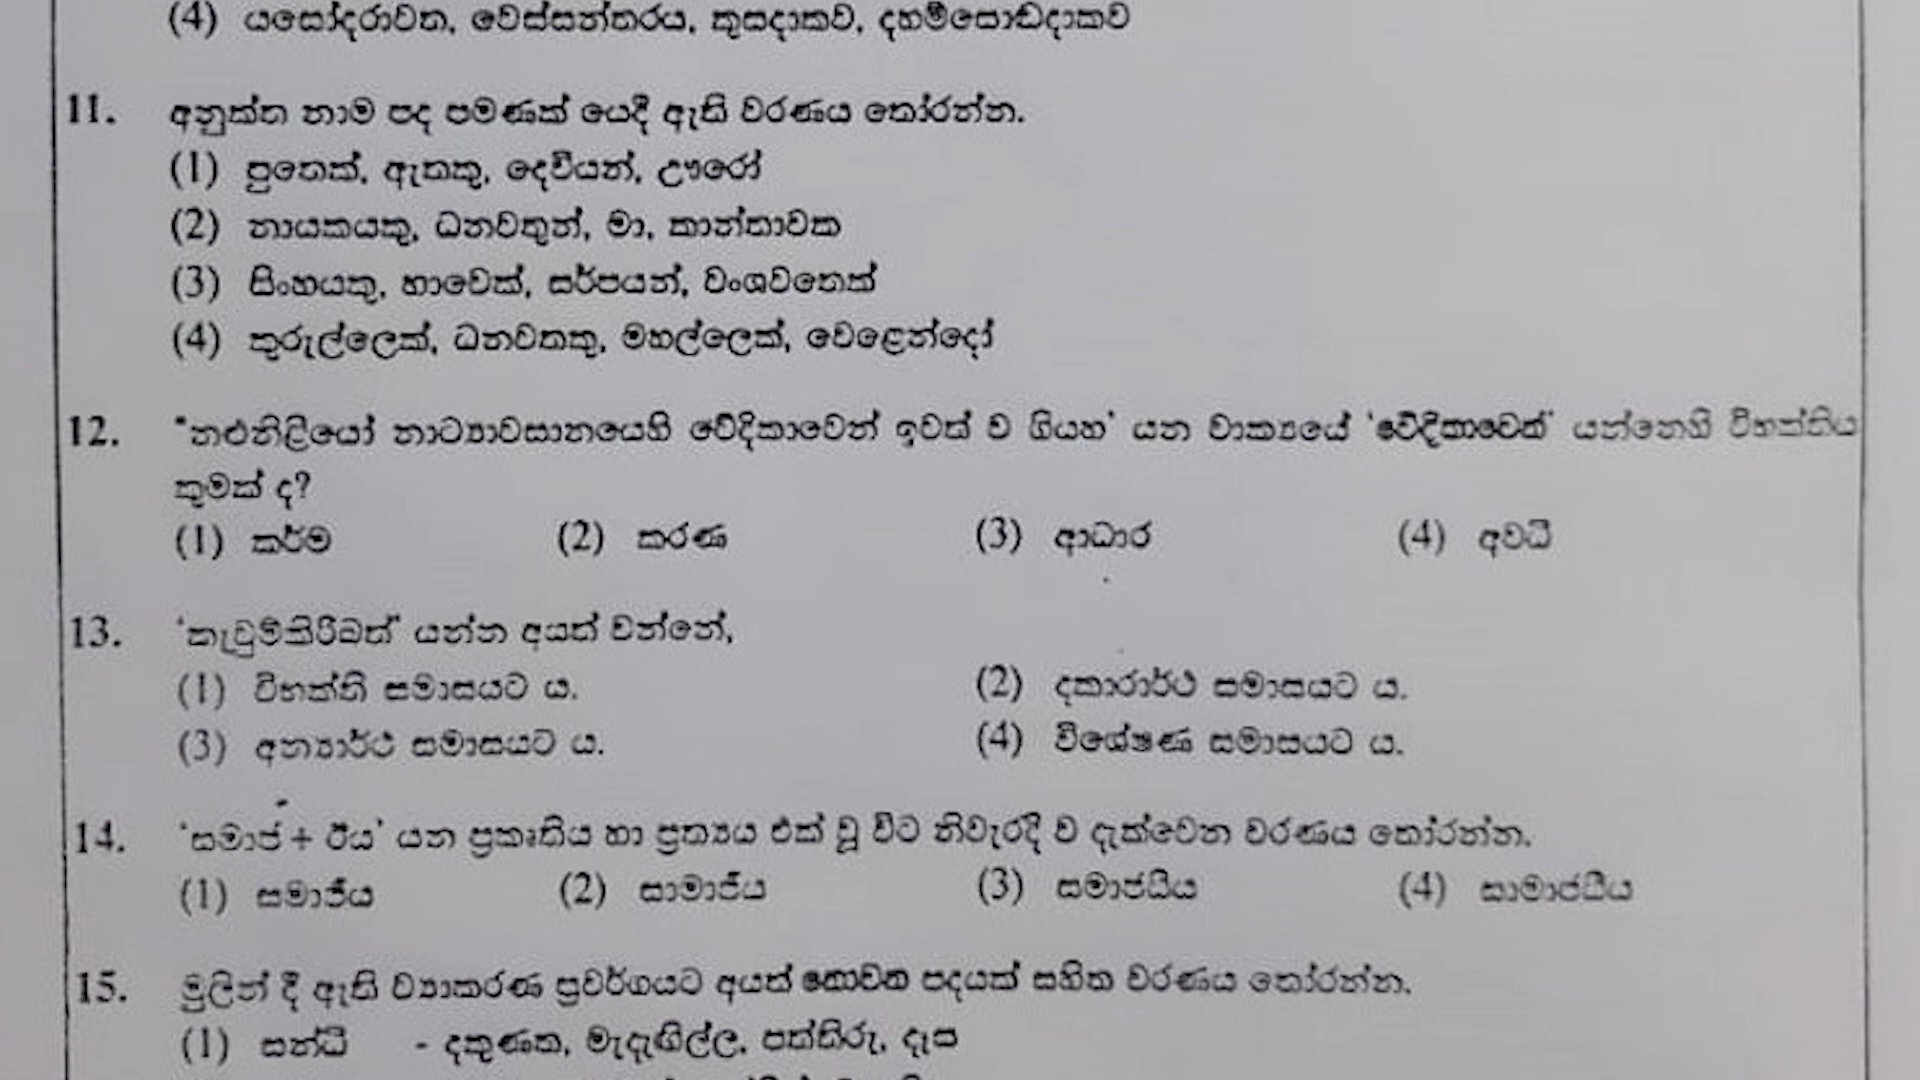 (4) යසෝදරාවත, වෙස්සන්තරය, කුසදාකව, දහම්සොඬදාකව
11. අනුක්ත නාම පද පමණක් යෙදී ඇති වරණය තෝරන්න.
(1) පුතෙක්, ඇතකු, දෙවියන්, ඌරෝ
(2) නායකයකු, ධනවතුන්, මා, කාන්තාවක
(3) සිංහයකු, හාවෙක්, සර්පයන්, වංශවතෙක්
(4) කුරුල්ලෙක්, ධනවතකු, මහල්ලෙක්, වෙළෙන්දෝ
12. 'නළුනිළියෝ නාට්‍යාවසානයෙහි වේදිකාවෙන් ඉවත් ව ගියහ' යන වාක්‍යයේ 'වේදිකාවෙන්' යන්නෙහි විභක්තිය
කුමක් ද?
(1) කර්ම (2) කරණ (3) ආධාර (4) අවධි
13. 'කැවුම්කිරිබත්' යන්න අයත් වන්නේ,
(1) විභක්ති සමාසයට ය. (2) දකාරාර්ථ සමාසයට ය.
(3) අන්‍යාර්ථ සමාසයට ය. (4) විශේෂණ සමාසයට ය.
14. 'සමාජ + ඊය' යන ප්‍රකෘතිය හා ප්‍රත්‍යය එක් වූ විට නිවැරදි ව දැක්වෙන වරණය තෝරන්න.
(1) සමාජීය (2) සාමාජීය (3) සමාජයීය (4) සාමාජයීය
15. මුලින් දී ඇති ව්‍යාකරණ ප්‍රවර්ගයට අයත් නොවන පදයක් සහිත වරණය තෝරන්න.
(1) සන්ධි - දකුණත, මැදැඟිල්ල, පත්තිරු, දෑස